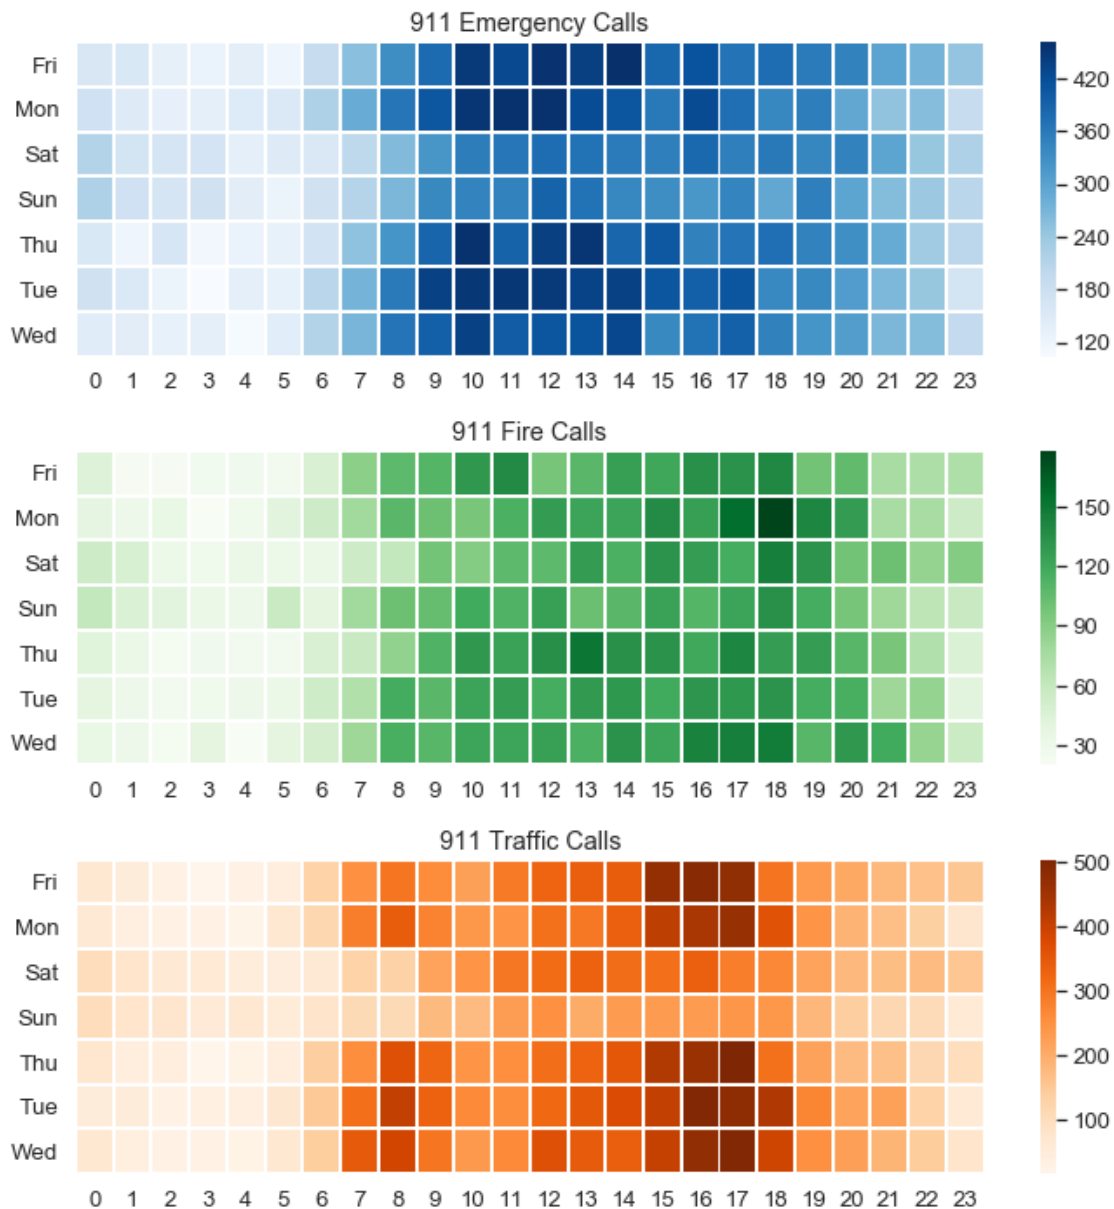 911 Emergency Calls
Fri
Mon
Sat
Sun
Thu
Tue
Wed
0 1 2 3 4 5 6 7 8 9 10 11 12 13 14 15 16 17 18 19 20 21 22 23
420
360
300
240
180
120
911 Fire Calls
Fri
Mon
Sat
Sun
Thu
Tue
Wed
0 1 2 3 4 5 6 7 8 9 10 11 12 13 14 15 16 17 18 19 20 21 22 23
150
120
90
60
30
911 Traffic Calls
Fri
Mon
Sat
Sun
Thu
Tue
Wed
0 1 2 3 4 5 6 7 8 9 10 11 12 13 14 15 16 17 18 19 20 21 22 23
500
400
300
200
100